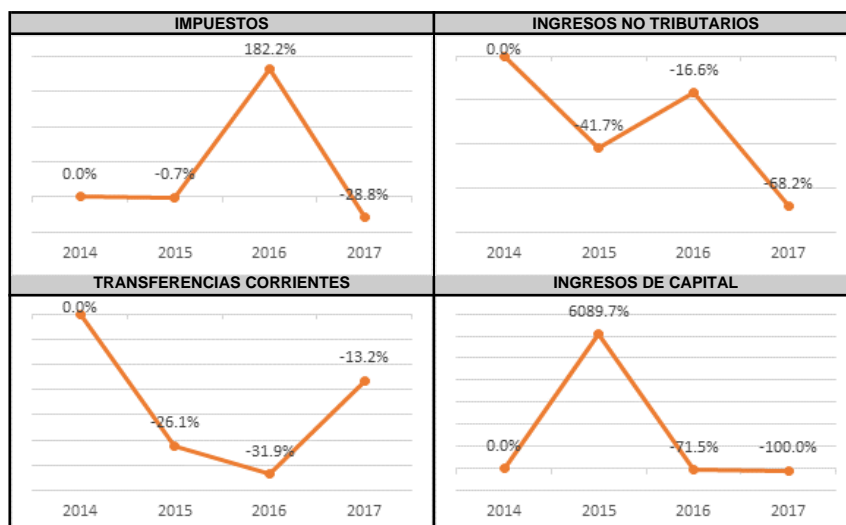 IMPUESTOS
182.2%
0.0%
-0.7%
-28.8%
2014 2015 2016 2017
INGRESOS NO TRIBUTARIOS
0.0%
-16.6%
-41.7%
-68.2%
2014 2015 2016 2017
TRANSFERENCIAS CORRIENTES
0.0%
-13.2%
-26.1%
-31.9%
2014 2015 2016 2017
INGRESOS DE CAPITAL
6089.7%
0.0%
-71.5%
-100.0%
2014 2015 2016 2017